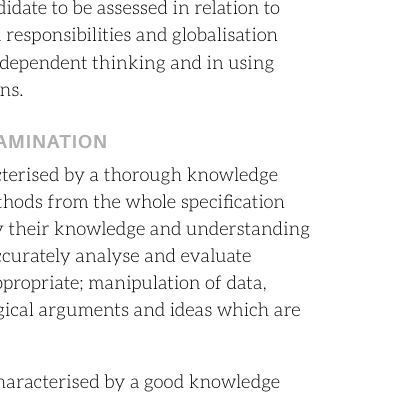 didate to be assessed in relation to
responsibilities and globalisation
dependent thinking and in using
ns.
AMINATION
terised by a thorough knowledge
thods from the whole specification
their knowledge and understanding
ccurately analyse and evaluate
ppropriate; manipulation of data,
gical arguments and ideas which are
haracterised by a good knowledge